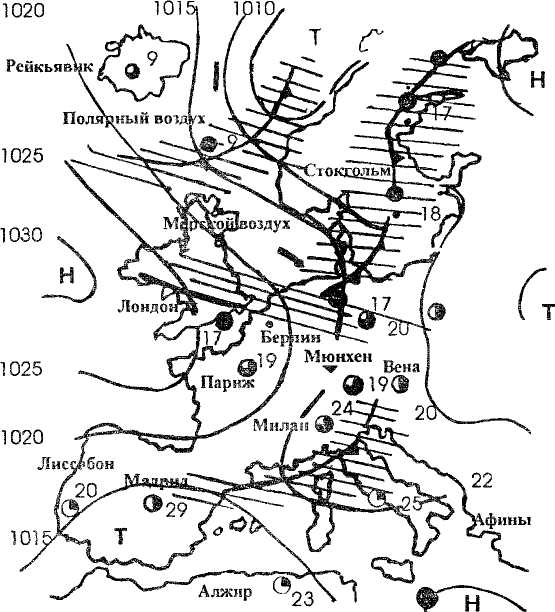 1020
1015
1010
Т
Рейкьявик
9
Н
17
Полярный воздух
9
1025
Стоктольм
18
1030
Морской воздух
Н
Лондон
17
20
Т
17
Берлин
Мюнхен
1025
19
Париж
19
Вена
20
24
Милан
1020
Лиссебон
20
Мадрид
29
22
25
Афины
1015
Т
Алжир
23
Н